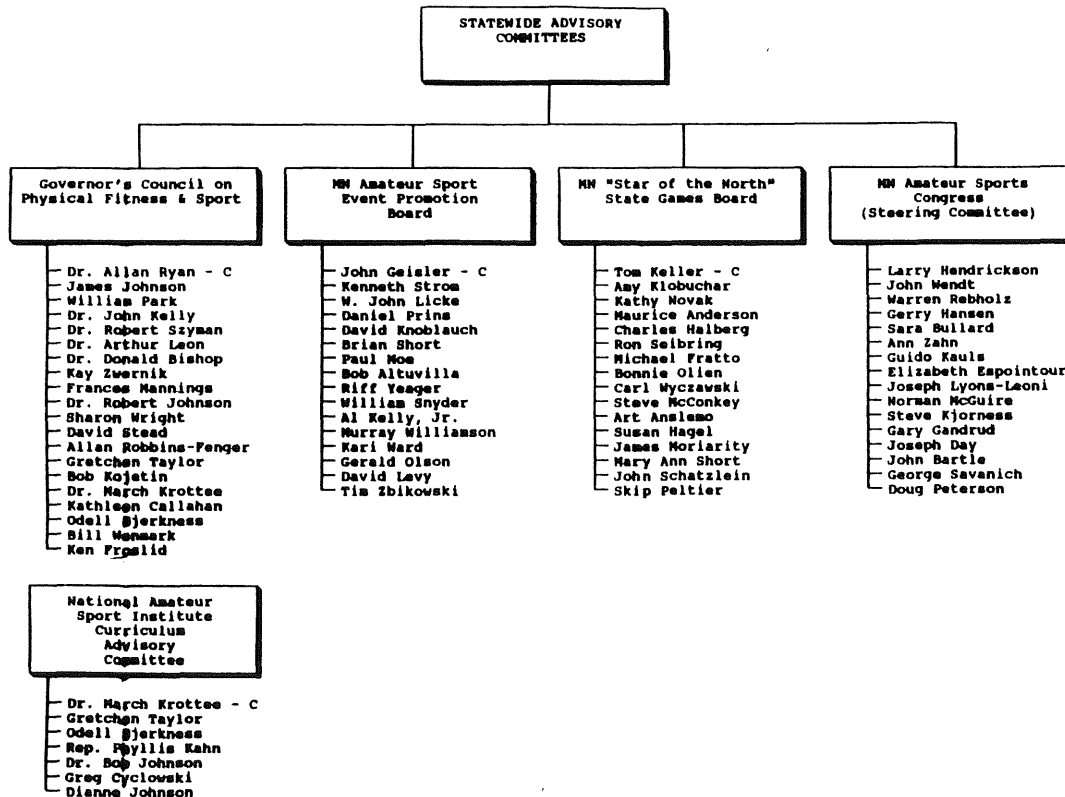 STATEWIDE ADVISORY
COMMITTEES
Governor's Council on
Physical Fitness & Sport
Dr. Allan Ryan - C
James Johnson
William Park
Dr. John Kelly
Dr. Robert Szyman
Dr. Arthur Leon
Dr. Donald Bishop
Kay Zwernik
Frances Mannings
Dr. Robert Johnson
Sharon Wright
David Stead
Allan Robbins-Fenger
Gretchen Taylor
Bob Kojetin
Dr. March Krottee
Kathleen Callahan
Odell Bjerkness
Bill Wenmark
Ken Froslid
National Amateur
Sport Institute
Curriculum
Advisory
Committee
Dr. March Krottee - C
Gretchen Taylor
Odell Bjerkness
Rep. Phyllis Kahn
Dr. Bob Johnson
Greg Cyclowski
Dianne Johnson
MN Amateur Sport
Event Promotion
Board
John Geisler - C
Kenneth Strom
W. John Licke
Daniel Prins
David Knoblauch
Brian Short
Paul Moe
Bob Altuvilla
Riff Yeager
William Snyder
Al Kelly, Jr.
Murray Williamson
Kari Ward
Gerald Olson
David Levy
Tim Zbikowski
MN "Star of the North"
State Games Board
Tom Keller - C
Amy Klobuchar
Kathy Novak
Maurice Anderson
Charles Halberg
Ron Seibring
Michael Fratto
Bonnie Olien
Carl Wyczawski
Steve McConkey
Art Anslemo
Susan Hagel
James Moriarity
Mary Ann Short
John Schatzlein
Skip Peltier
MN Amateur Sports
Congress
(Steering Committee)
Larry Hendrickson
John Wendt
Warren Rebholz
Gerry Hansen
Sara Bullard
Ann Zahn
Guido Kauls
Elizabeth Espointour
Joseph Lyons-Leoni
Norman McGuire
Steve Kjorness
Gary Gandrud
Joseph Day
John Bartle
George Savanich
Doug Peterson